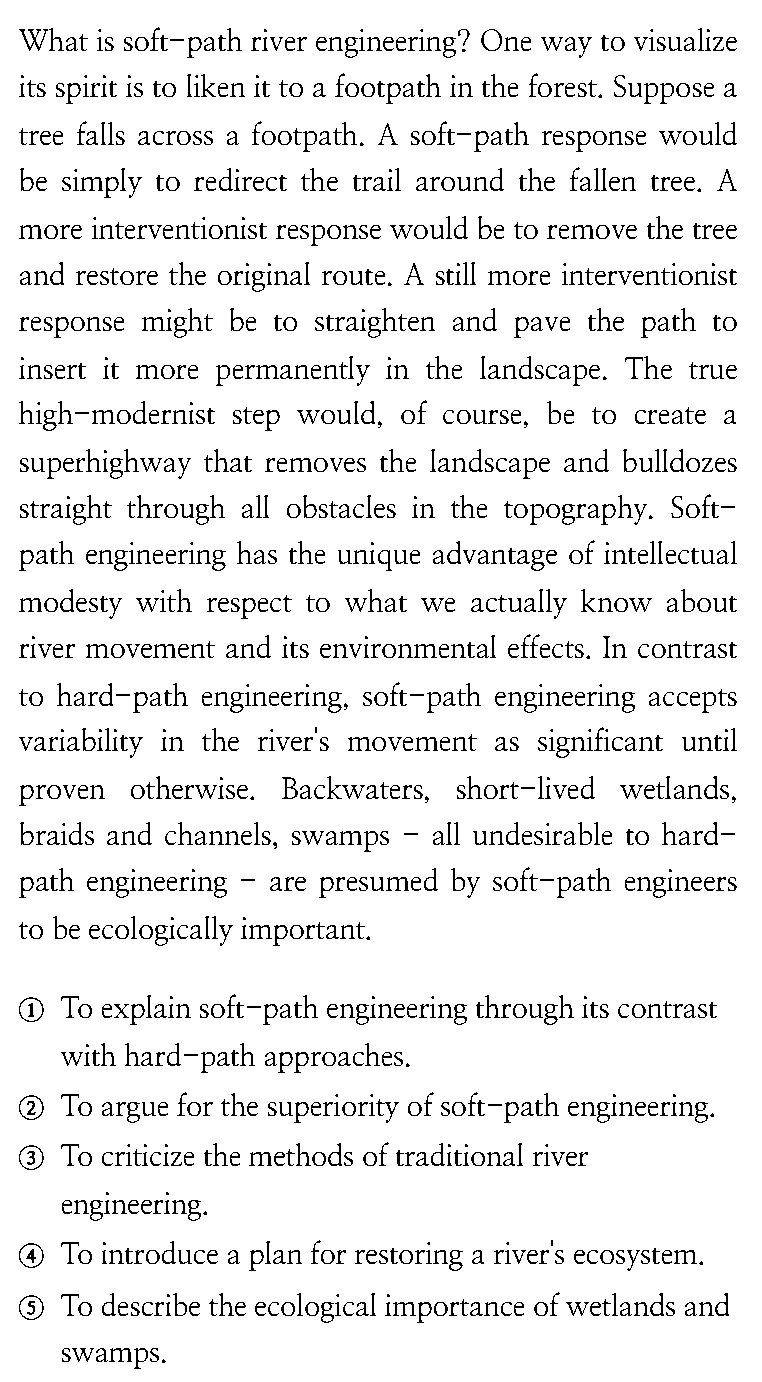 What is soft-path river engineering? One way to visualize
its spirit is to liken it to a footpath in the forest. Suppose a
tree falls across a footpath. A soft-path response would
be simply to redirect the trail around the fallen tree. A
more interventionist response would be to remove the tree
and restore the original route. A still more interventionist
response might be to straighten and pave the path to
insert it more permanently in the landscape. The true
high-modernist step would, of course, be to create a
superhighway that removes the landscape and bulldozes
straight through all obstacles in the topography. Soft-
path engineering has the unique advantage of intellectual
modesty with respect to what we actually know about
river movement and its environmental effects. In contrast
to hard-path engineering, soft-path engineering accepts
variability in the river's movement as significant until
proven otherwise. Backwaters, short-lived wetlands,
braids and channels, swamps - all undesirable to hard-
path engineering - are presumed by soft-path engineers
to be ecologically important.
① To explain soft-path engineering through its contrast
with hard-path approaches.
② To argue for the superiority of soft-path engineering.
③ To criticize the methods of traditional river
engineering.
④ To introduce a plan for restoring a river's ecosystem.
⑤ To describe the ecological importance of wetlands and
swamps.